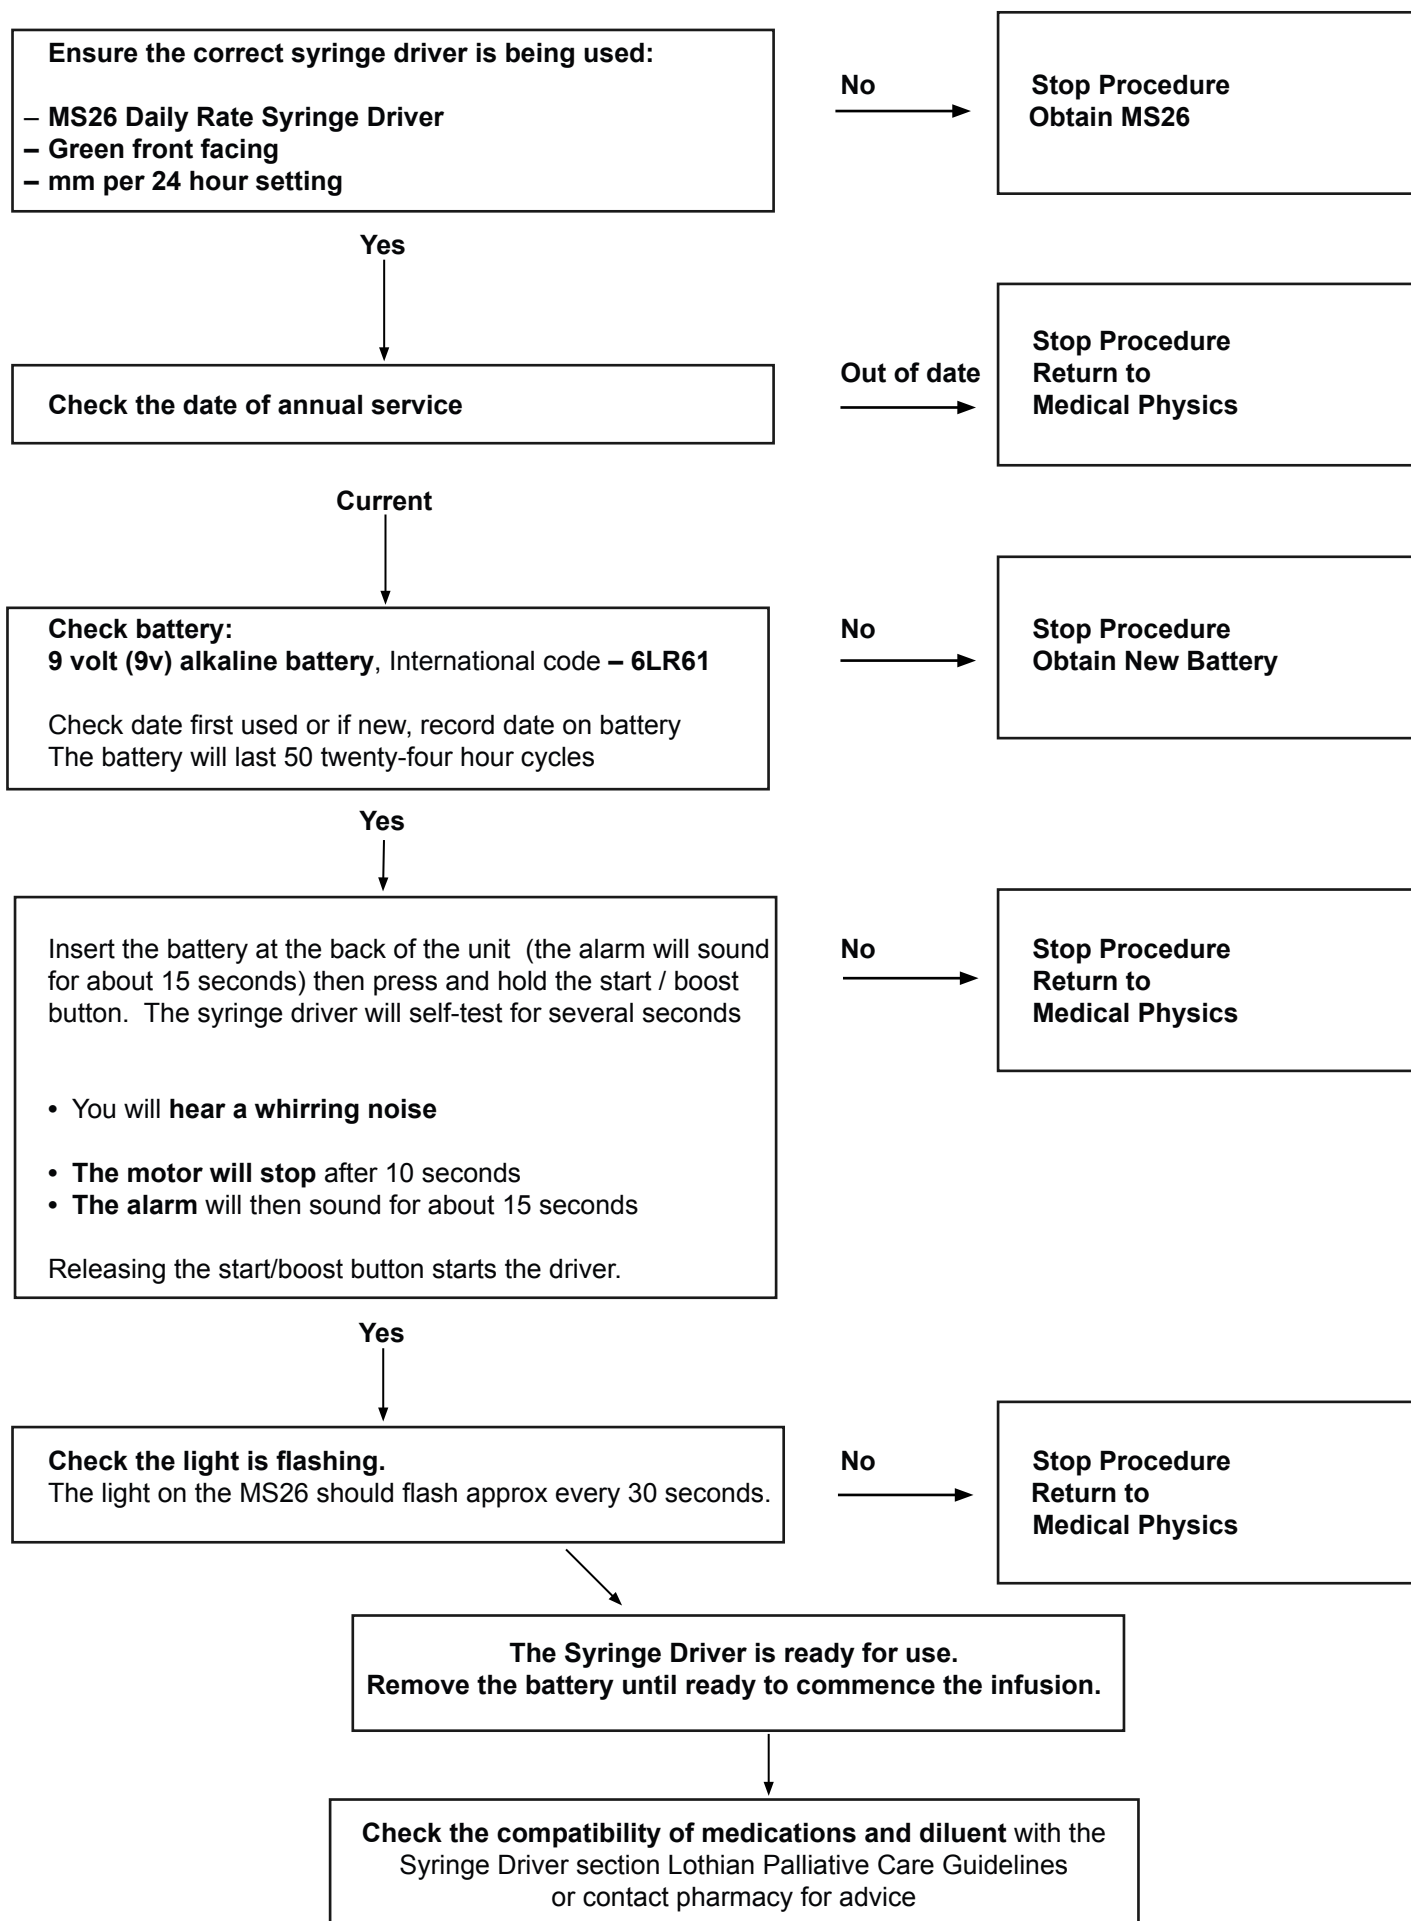 Ensure the correct syringe driver is being used:
– MS26 Daily Rate Syringe Driver
– Green front facing
– mm per 24 hour setting
No
Stop Procedure
Obtain MS26
Yes
Check the date of annual service
Out of date
Stop Procedure
Return to
Medical Physics
Current
Check battery:
9 volt (9v) alkaline battery, International code – 6LR61
Check date first used or if new, record date on battery
The battery will last 50 twenty-four hour cycles
No
Stop Procedure
Obtain New Battery
Yes
Insert the battery at the back of the unit  (the alarm will sound
for about 15 seconds) then press and hold the start / boost
button.  The syringe driver will self-test for several seconds
• You will hear a whirring noise
• The motor will stop after 10 seconds
• The alarm will then sound for about 15 seconds
Releasing the start/boost button starts the driver.
No
Stop Procedure
Return to
Medical Physics
Yes
Check the light is flashing.
The light on the MS26 should flash approx every 30 seconds.
No
Stop Procedure
Return to
Medical Physics
The Syringe Driver is ready for use.
Remove the battery until ready to commence the infusion.
Check the compatibility of medications and diluent with the
Syringe Driver section Lothian Palliative Care Guidelines
or contact pharmacy for advice